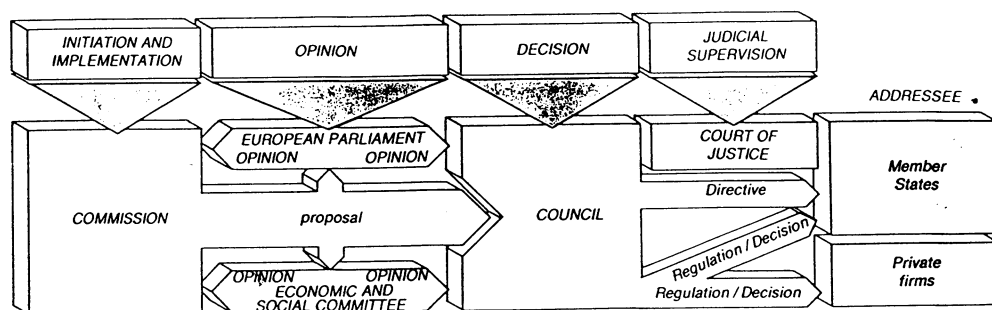 INITIATION AND
IMPLEMENTATION
OPINION
DECISION
JUDICIAL
SUPERVISION
ADDRESSEE
EUROPEAN PARLIAMENT
OPINION OPINION
COURT OF
JUSTICE
Member
States
Directive
COMMISSION
proposal
COUNCIL
Regulation / Decision
Private
firms
OPINION OPINION
ECONOMIC AND
SOCIAL COMMITTEE
Regulation / Decision